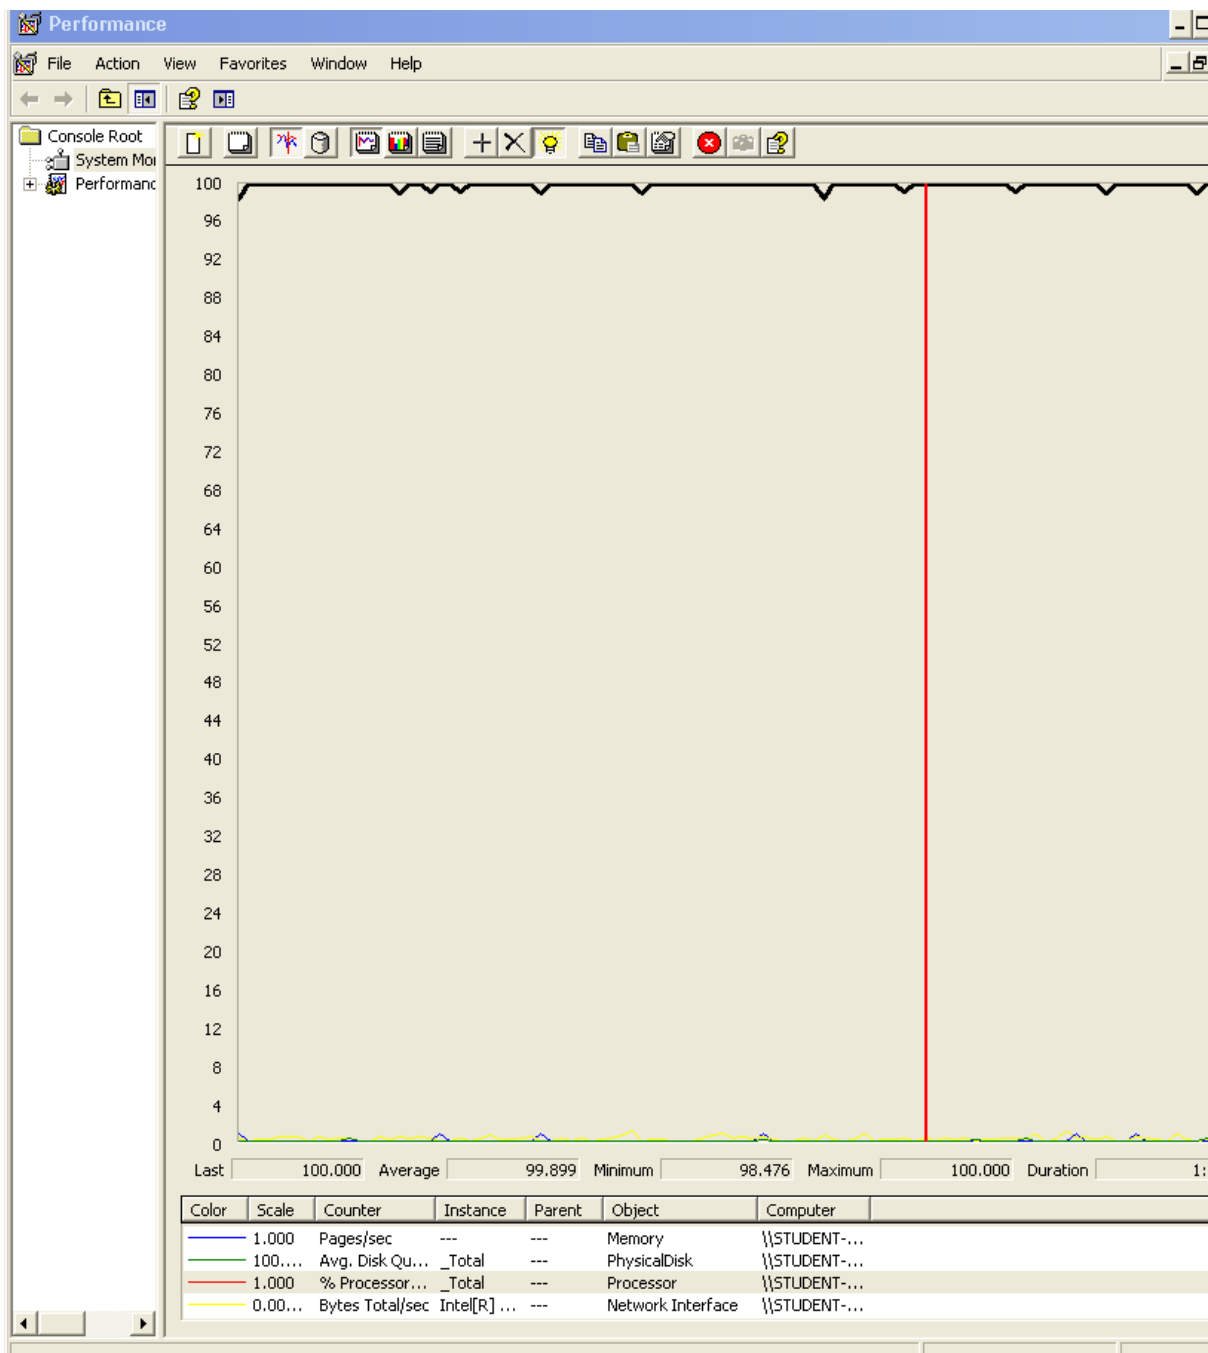 Performance
File Action View Favorites Window Help
Console Root
System Mo
Performanc
100
96
92
88
84
80
76
72
68
64
60
56
52
48
44
40
36
32
28
24
20
16
12
8
4
0
Last 100.000 Average 99.899 Minimum 98.476 Maximum 100.000 Duration 1:
Color Scale Counter Instance Parent Object Computer
1.000 Pages/sec --- --- Memory \\STUDENT-...
100.... Avg. Disk Qu... _Total --- PhysicalDisk \\STUDENT-...
1.000 % Processor... _Total --- Processor \\STUDENT-...
0.00... Bytes Total/sec Intel[R] ... --- Network Interface \\STUDENT-...